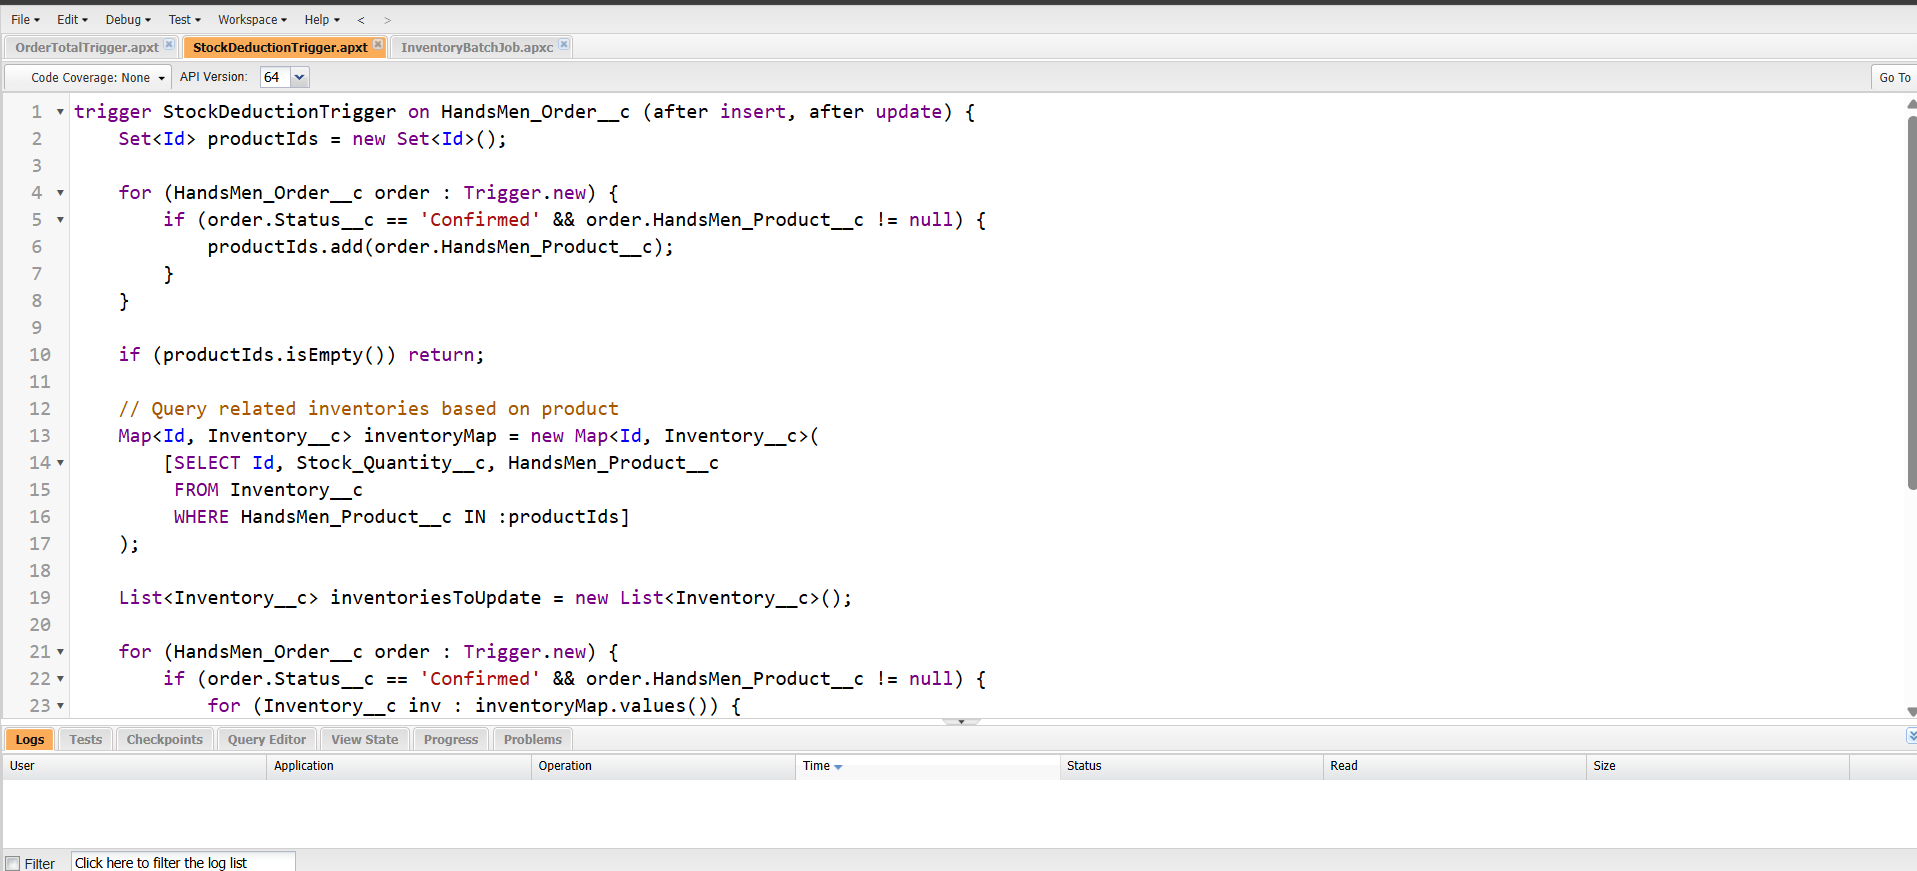 File Edit Debug Test Workspace Help < >
OrderTotalTrigger.apxt StockDeductionTrigger.apxt InventoryBatchJob.apxc
Code Coverage: None API Version: 64 Go To
1 trigger StockDeductionTrigger on HandsMen_Order__c (after insert, after update) {
2 Set<Id> productIds = new Set<Id>();
3
4 for (HandsMen_Order__c order : Trigger.new) {
5 if (order.Status__c == 'Confirmed' && order.HandsMen_Product__c != null) {
6 productIds.add(order.HandsMen_Product__c);
7 }
8 }
9
10 if (productIds.isEmpty()) return;
11
12 // Query related inventories based on product
13 Map<Id, Inventory__c> inventoryMap = new Map<Id, Inventory__c>(
14 [SELECT Id, Stock_Quantity__c, HandsMen_Product__c
15 FROM Inventory__c
16 WHERE HandsMen_Product__c IN :productIds]
17 );
18
19 List<Inventory__c> inventoriesToUpdate = new List<Inventory__c>();
20
21 for (HandsMen_Order__c order : Trigger.new) {
22 if (order.Status__c == 'Confirmed' && order.HandsMen_Product__c != null) {
23 for (Inventory__c inv : inventoryMap.values()) {
Logs Tests Checkpoints Query Editor View State Progress Problems
User Application Operation Time Status Read Size
Filter Click here to filter the log list